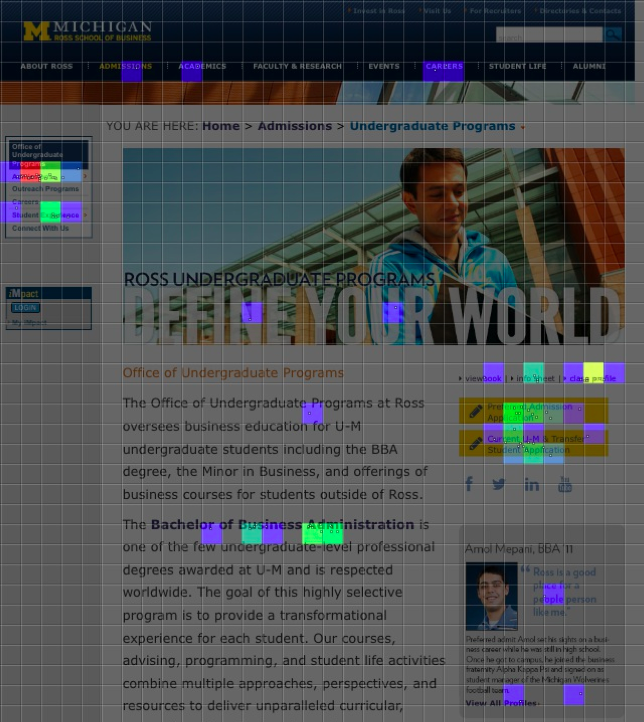 Invest in Ross
Visit Us
For Recruiters
Directories & Contacts
M MICHIGAN
ROSS SCHOOL OF BUSINESS
search
ABOUT ROSS
ADMISSIONS
ACADEMICS
FACULTY & RESEARCH
EVENTS
CAREERS
STUDENT LIFE
ALUMNI
YOU ARE HERE: Home > Admissions > Undergraduate Programs
Office of
Undergraduate
Programs
Outreach Programs
Careers
Student Experience
Connect With Us
iMpact
LOGIN
My iMpact
ROSS UNDERGRADUATE PROGRAMS
DEFINE YOUR WORLD
Office of Undergraduate Programs
The Office of Undergraduate Programs at Ross
oversees business education for U-M
undergraduate students including the BBA
degree, the Minor in Business, and offerings of
business courses for students outside of Ross.
The Bachelor of Business Administration is
one of the few undergraduate-level professional
degrees awarded at U-M and is respected
worldwide. The goal of this highly selective
program is to provide a transformational
experience for each student. Our courses,
advising, programming, and student life activities
combine multiple approaches, perspectives, and
resources to deliver unparalleled curricular,
viewbook | info sheet | class profile
Preferred Admission
Application
Current U-M & Transfer
Student Application
Amol Mepani, BBA '11
“Ross is a good
place for a
people person
like me.”
Preferred admit Amol set his sights on a busi-
ness career while he was still in high school.
Once he got to campus, he joined the business
fraternity Alpha Kappa Psi and signed on as
student manager of the Michigan Wolverines
football team.
View All Profiles